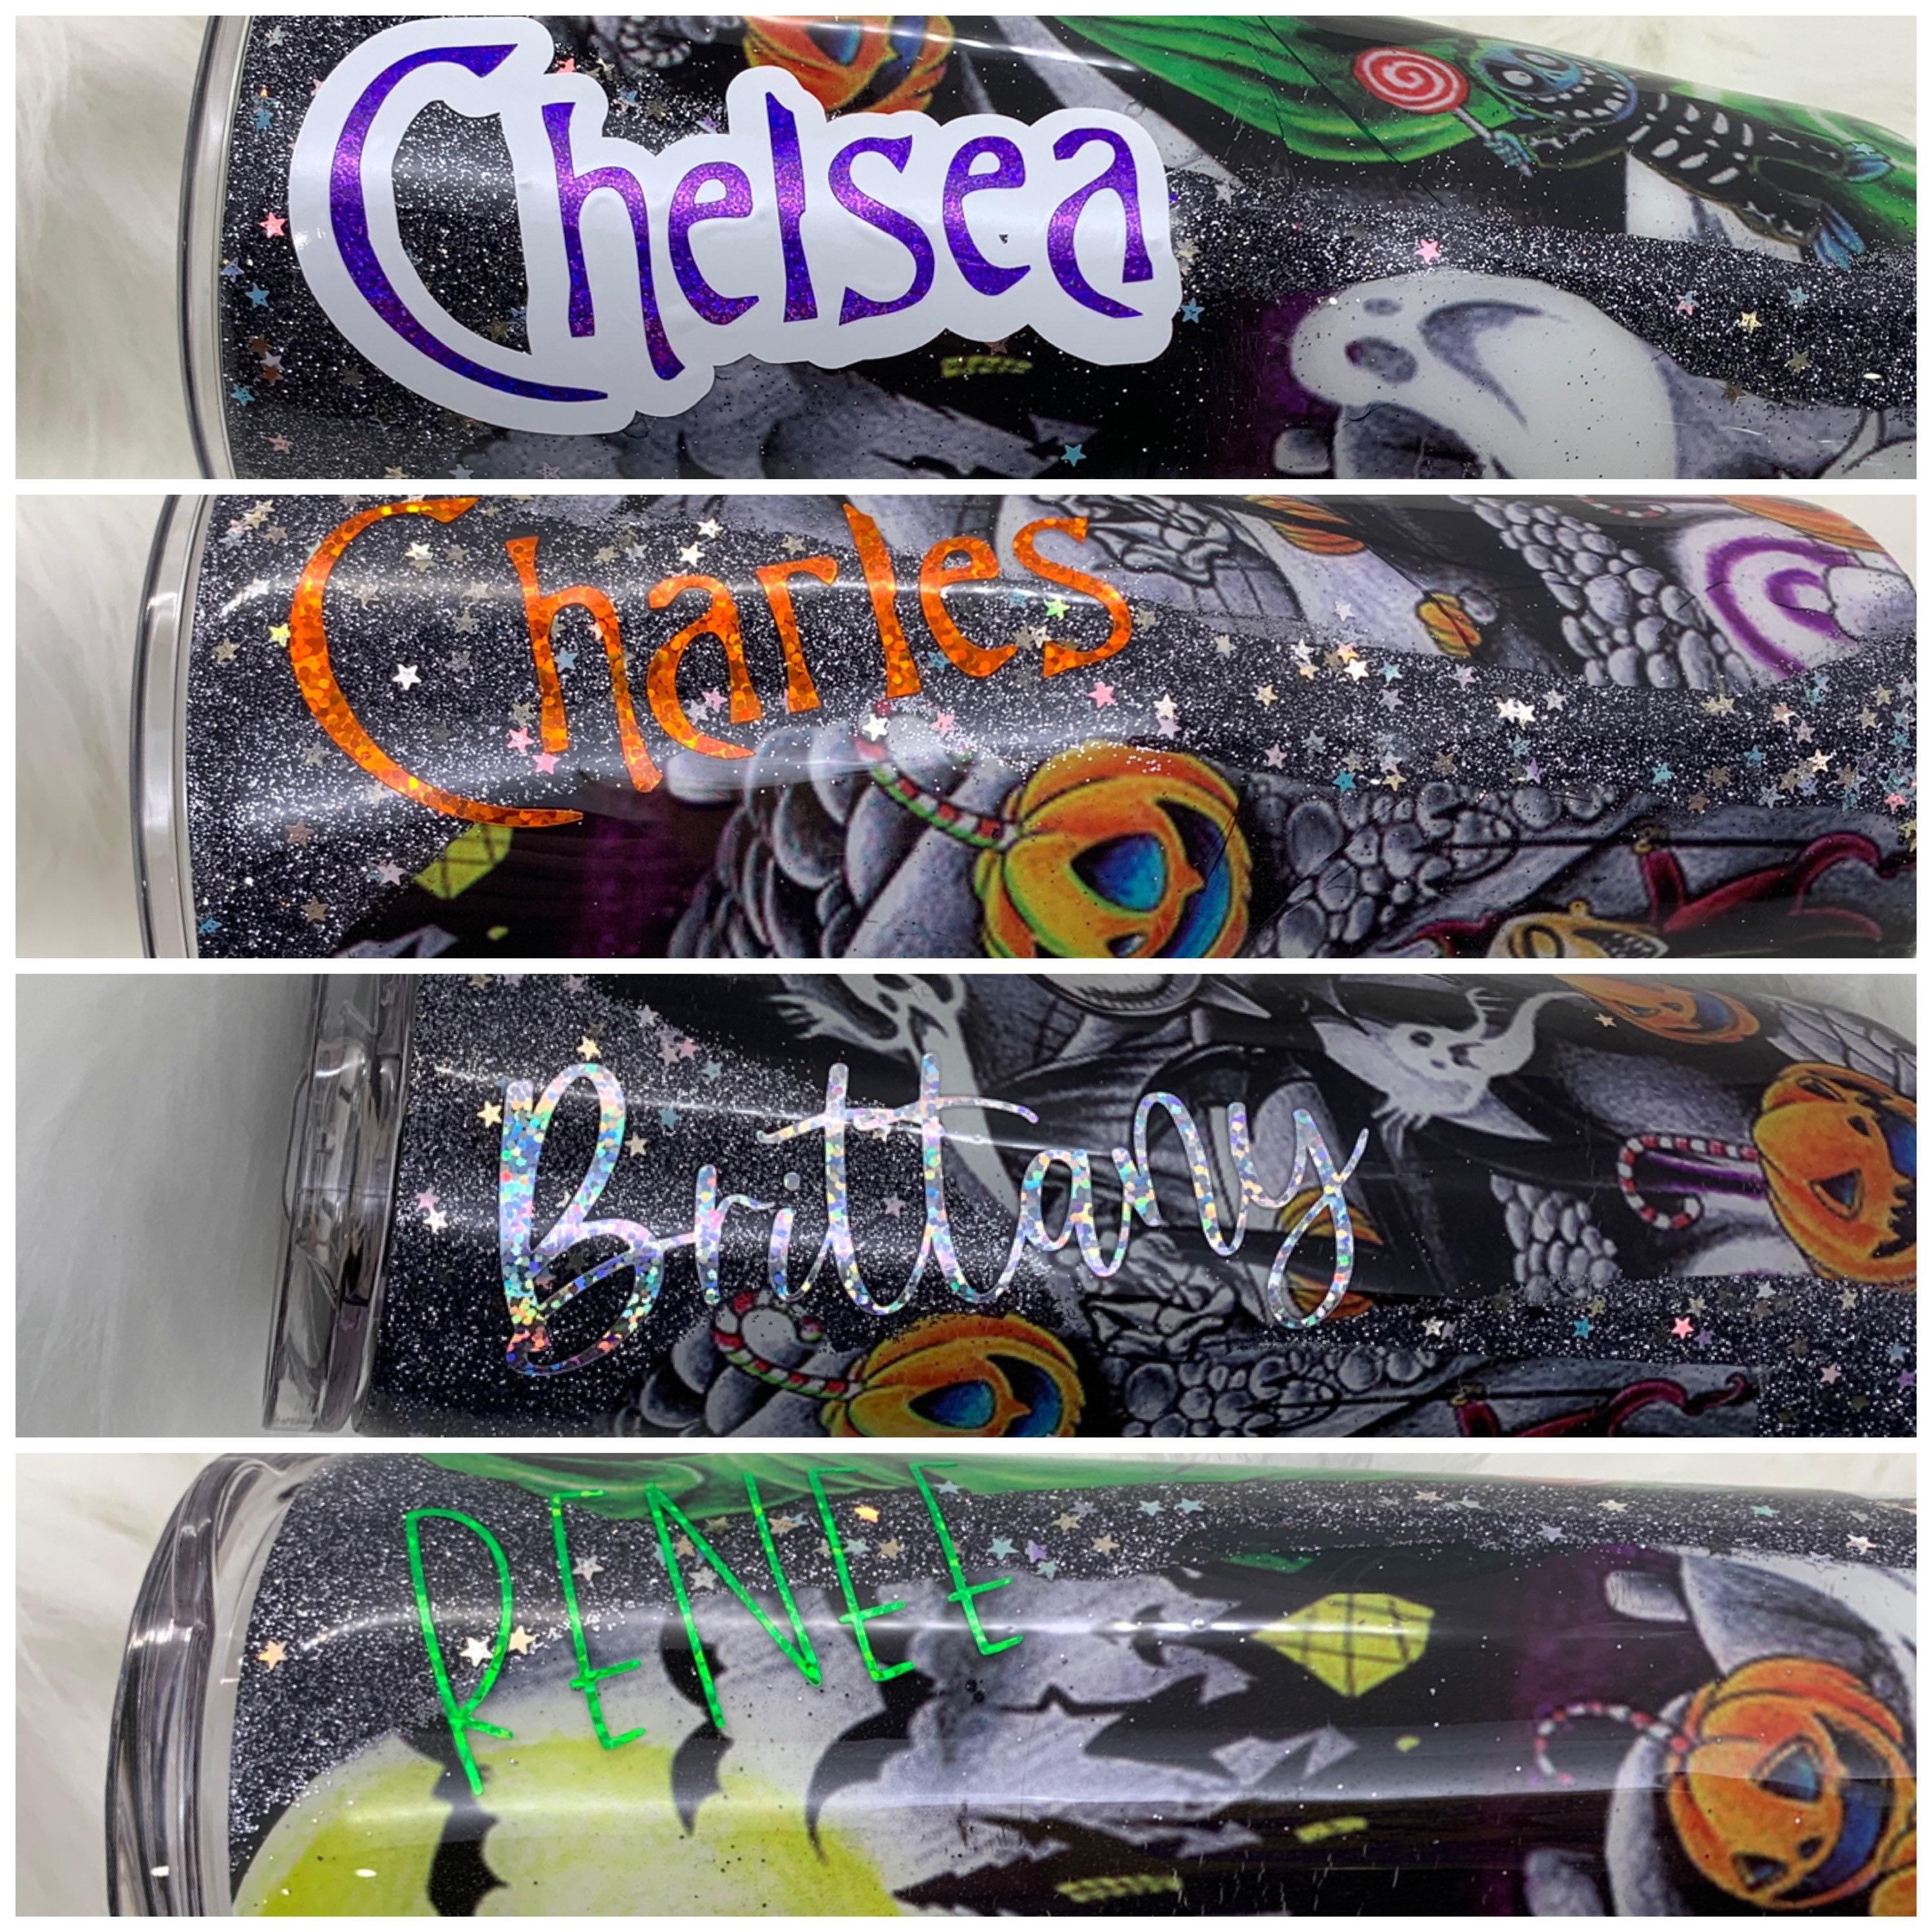 Chelsea
Charles
Brittany
RENEE